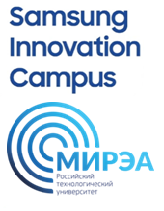 Samsung
Innovation
Campus
МИРЭА
Российский
технологический
университет